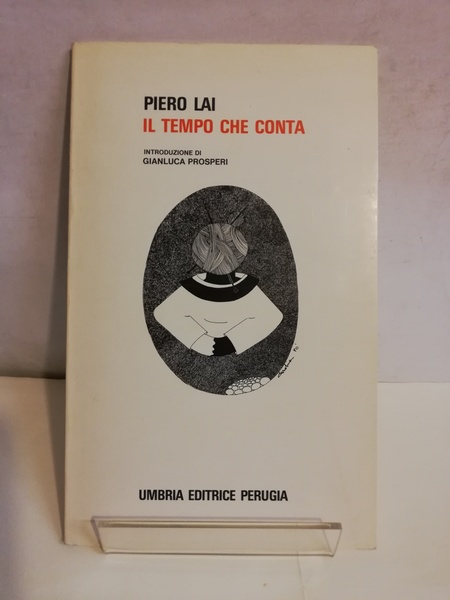 PIERO LAI
IL TEMPO CHE CONTA
INTRODUZIONE DI
GIANLUCA PROSPERI
UMBRIA EDITRICE PERUGIA